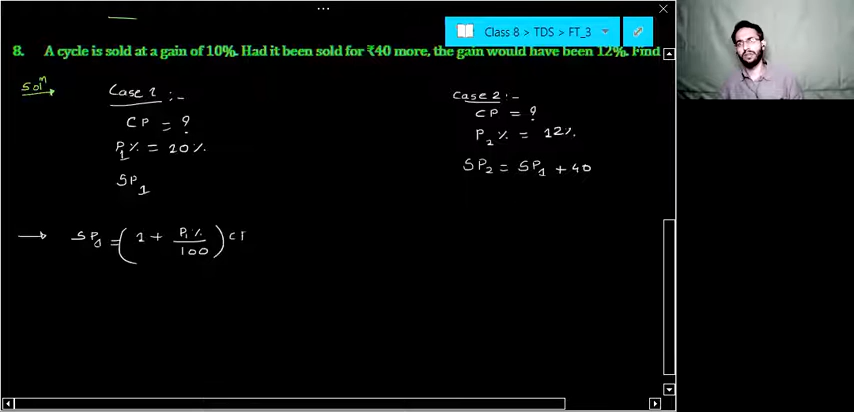 Class 8 > TDS > FT_3
8. A cycle is sold at a gain of 10%. Had it been sold for ₹40 more, the gain would have been 12%. Find
Solⁿ
Case 1 :-
CP = ?
P₁% = 20%.
SP₁
Case 2 :-
CP = ?
P₂% = 12%.
SP₂ = SP₁ + 40
→ SP₁ = (1 + P₁%/100) CP